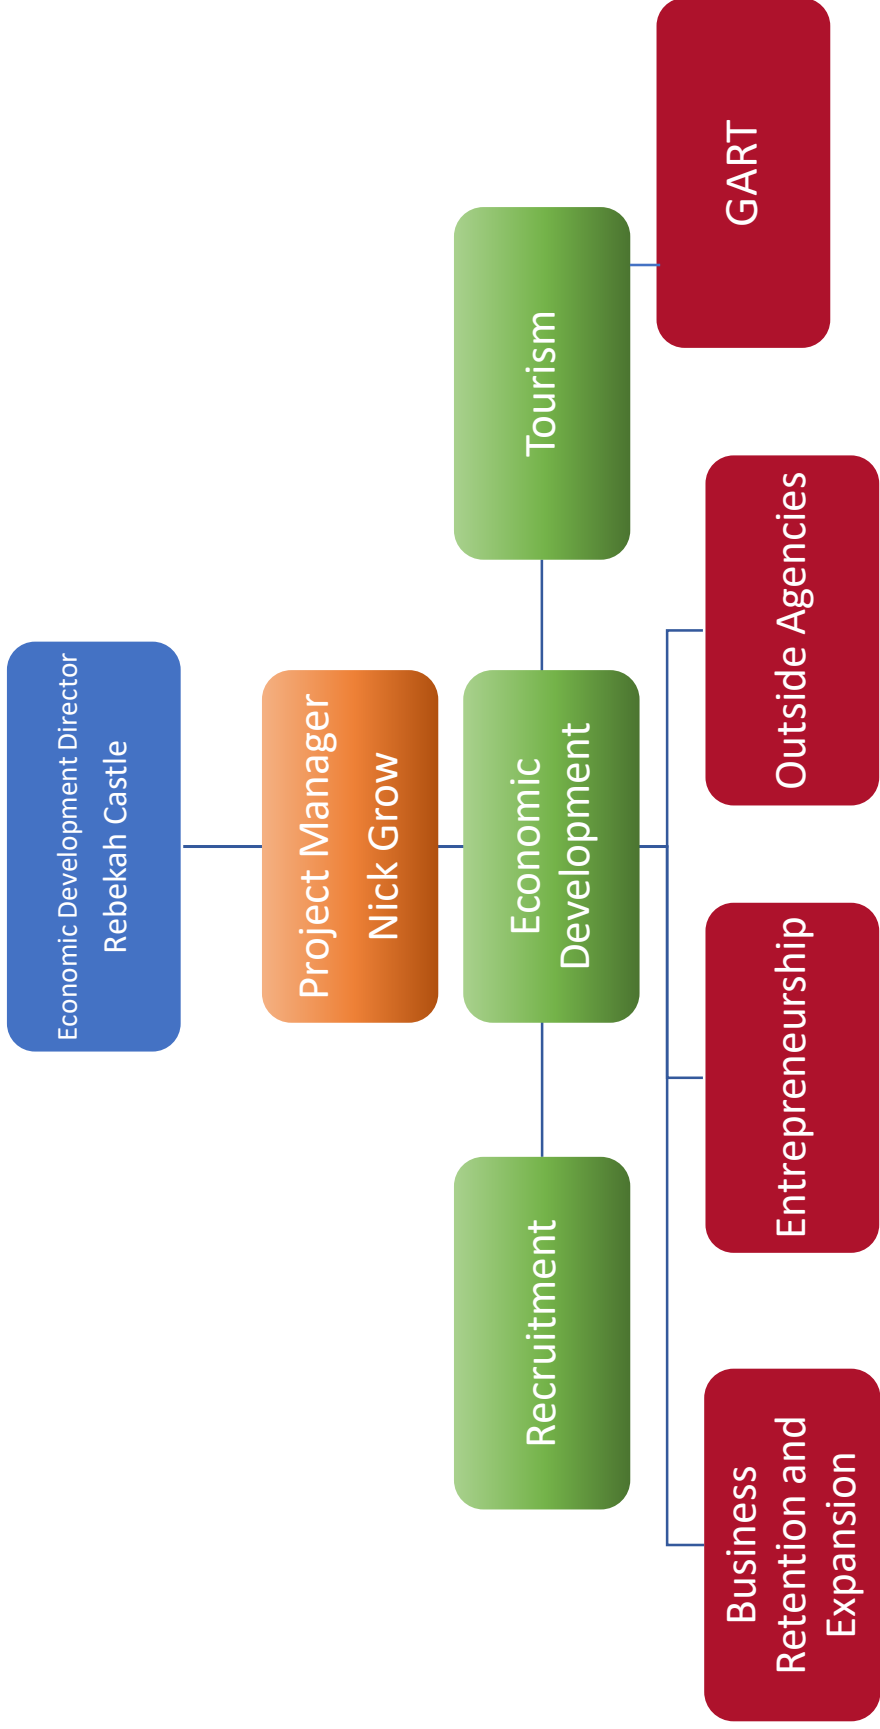 Economic Development Director
Rebekah Castle
Project Manager
Nick Grow
Recruitment
Economic
Development
Tourism
Business
Retention and
Expansion
Entrepreneurship
Outside Agencies
GART